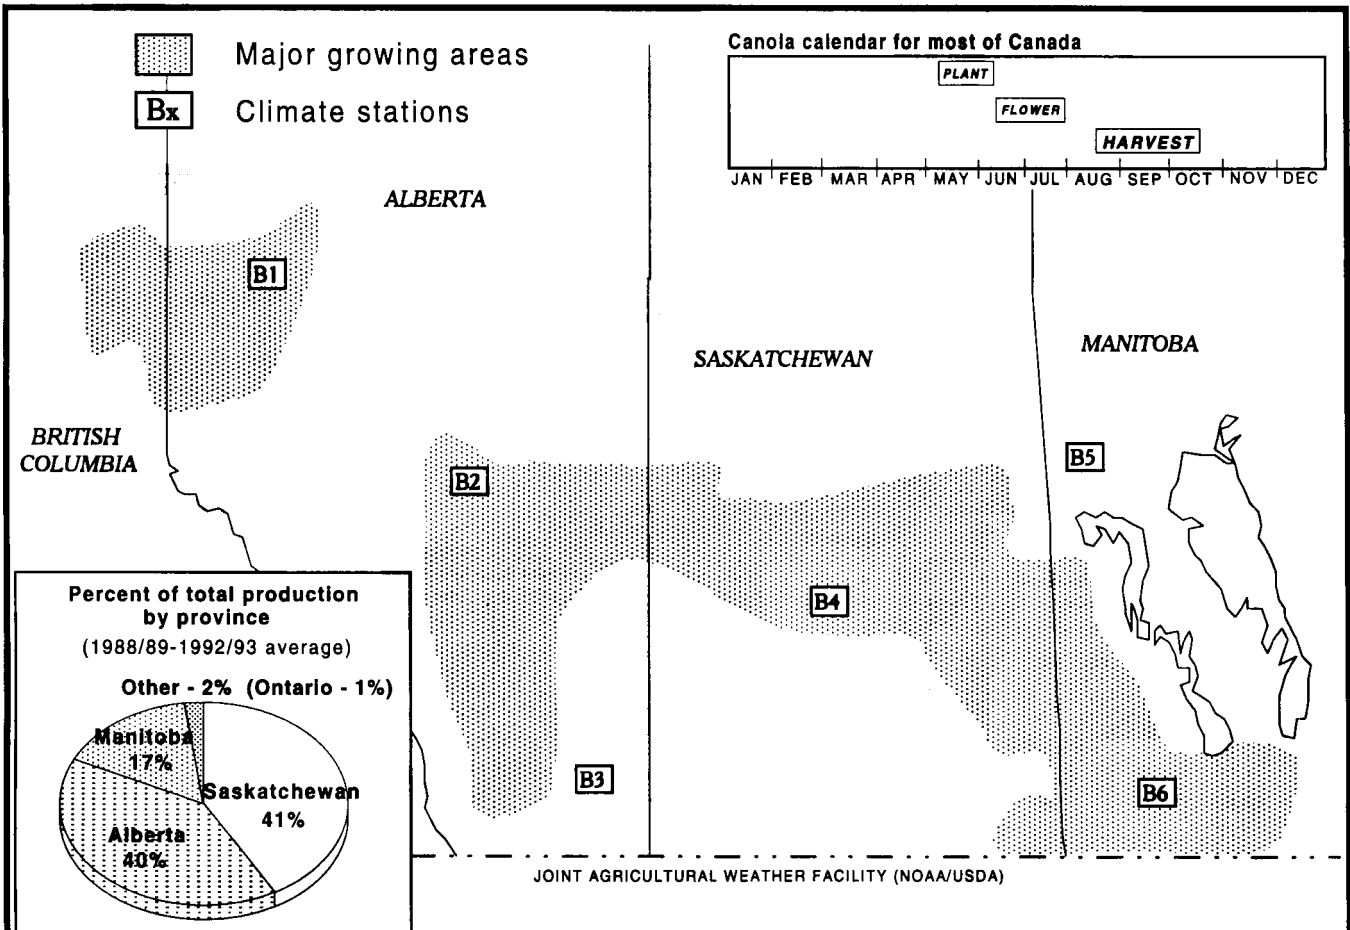 Major growing areas
Bx
Climate stations
Canola calendar for most of Canada
PLANT
FLOWER
HARVEST
JAN FEB MAR APR MAY JUN JUL AUG SEP OCT NOV DEC
ALBERTA
B1
SASKATCHEWAN
MANITOBA
BRITISH
COLUMBIA
B2
B5
B4
B3
B6
Percent of total production
by province
(1988/89-1992/93 average)
Other - 2% (Ontario - 1%)
Manitoba
17%
Saskatchewan
41%
Alberta
40%
JOINT AGRICULTURAL WEATHER FACILITY (NOAA/USDA)